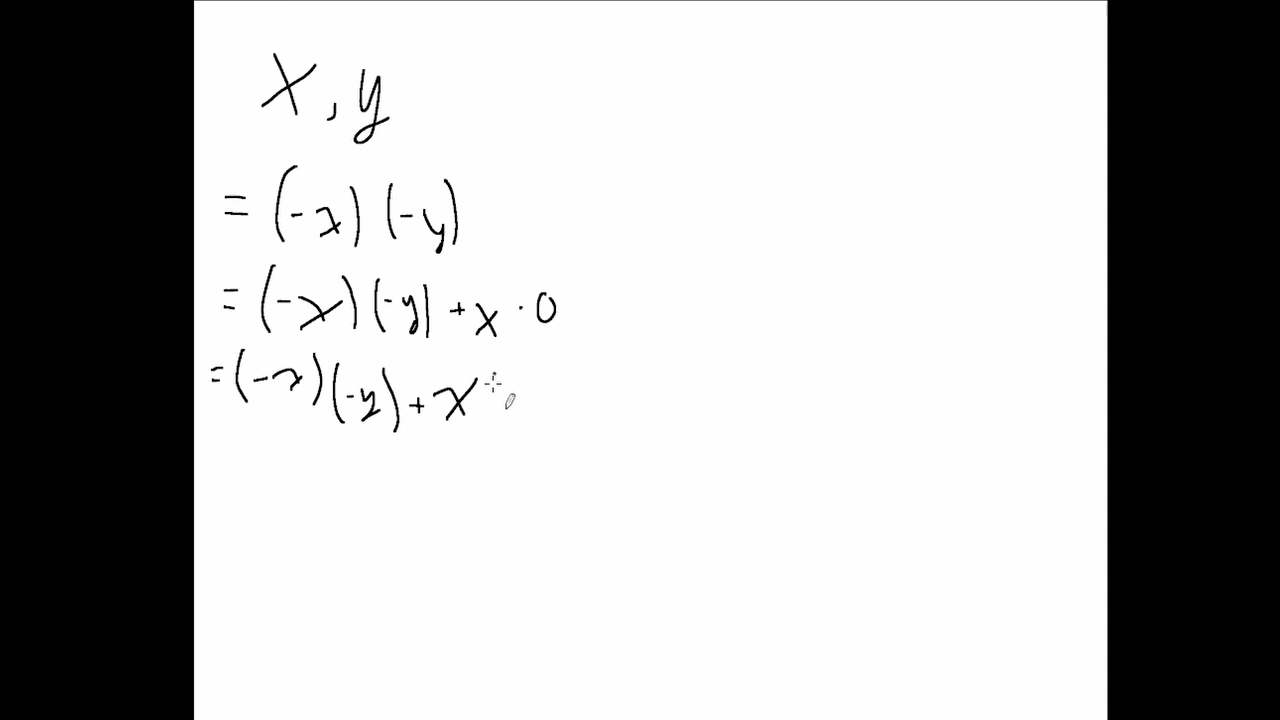 x, y
= (-x) (-y)
= (-x) (-y) + x · 0
= (-x) (-y) + x